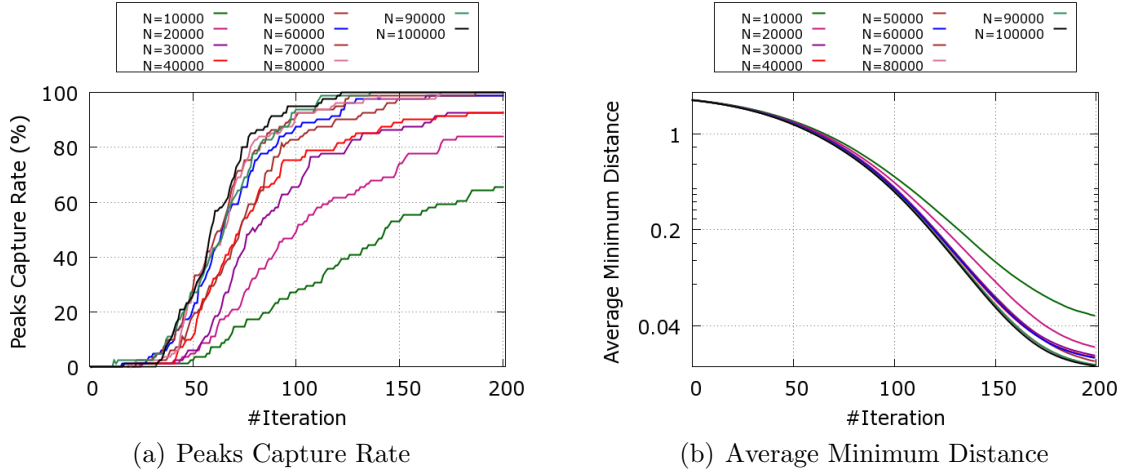 N=10000 N=50000 N=90000
N=20000 N=60000 N=100000
N=30000 N=70000
N=40000 N=80000
Peaks Capture Rate (%)
100
80
60
40
20
0
0 50 100 150 200
#Iteration
(a) Peaks Capture Rate
N=10000 N=50000 N=90000
N=20000 N=60000 N=100000
N=30000 N=70000
N=40000 N=80000
Average Minimum Distance
1
0.2
0.04
0 50 100 150 200
#Iteration
(b) Average Minimum Distance